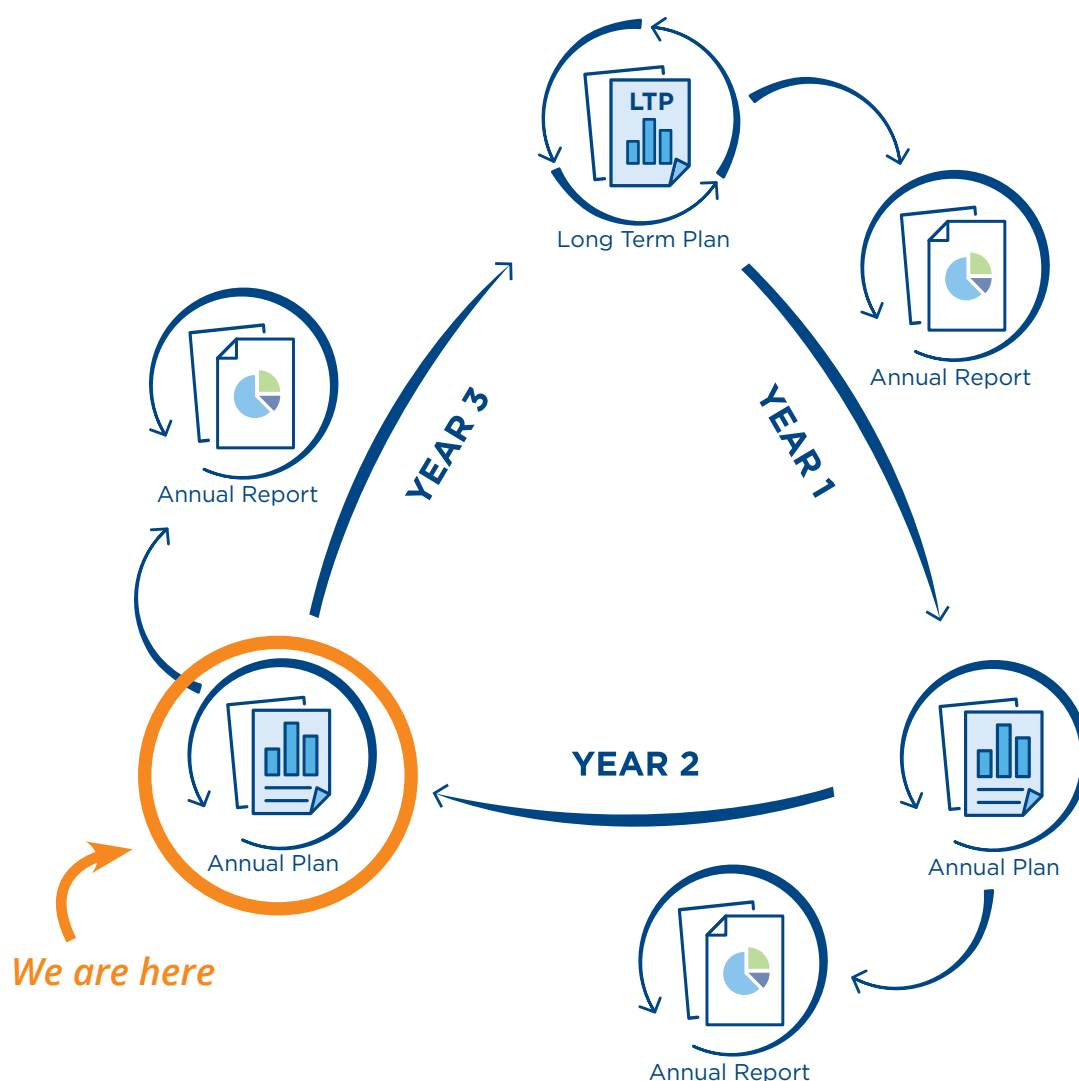 LTP
Long Term Plan
Annual Report
YEAR 1
YEAR 3
Annual Report
YEAR 2
Annual Plan
Annual Plan
We are here
Annual Report